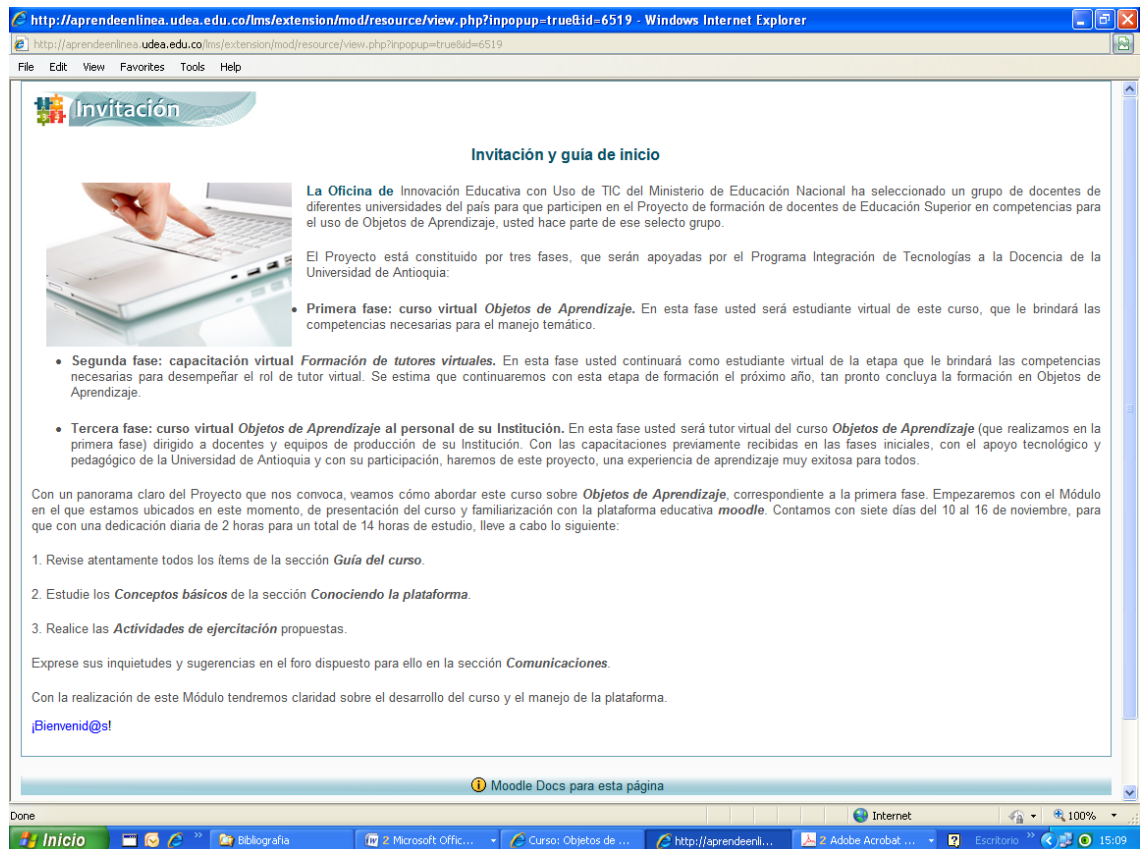 http://aprendeenlinea.udea.edu.co/lms/extension/mod/resource/view.php?inpopup=true&id=6519 - Windows Internet Explorer
http://aprendeenlinea.udea.edu.co/lms/extension/mod/resource/view.php?inpopup=true&id=6519
File Edit View Favorites Tools Help
Invitación
Invitación y guia de inicio
La Oficina de Innovación Educativa con Uso de TIC del Ministerio de Educación Nacional ha seleccionado un grupo de docentes de
diferentes universidades del país para que participen en el Proyecto de formación de docentes de Educación Superior en competencias para
el uso de Objetos de Aprendizaje, usted hace parte de ese selecto grupo.
El Proyecto está constituido por tres fases, que serán apoyadas por el Programa Integración de Tecnologías a la Docencia de la
Universidad de Antioquia:
• Primera fase: curso virtual Objetos de Aprendizaje. En esta fase usted será estudiante virtual de este curso, que le brindará las
competencias necesarias para el manejo temático.
• Segunda fase: capacitación virtual Formación de tutores virtuales. En esta fase usted continuará como estudiante virtual de la etapa que le brindará las competencias
necesarias para desempeñar el rol de tutor virtual. Se estima que continuaremos con esta etapa de formación el próximo año, tan pronto concluya la formación en Objetos de
Aprendizaje.
• Tercera fase: curso virtual Objetos de Aprendizaje al personal de su Institución. En esta fase usted será tutor virtual del curso Objetos de Aprendizaje (que realizamos en la
primera fase) dirigido a docentes y equipos de producción de su Institución. Con las capacitaciones previamente recibidas en las fases iniciales, con el apoyo tecnológico y
pedagógico de la Universidad de Antioquia y con su participación, haremos de este proyecto, una experiencia de aprendizaje muy exitosa para todos.
Con un panorama claro del Proyecto que nos convoca, veamos cómo abordar este curso sobre Objetos de Aprendizaje, correspondiente a la primera fase. Empezaremos con el Módulo
en el que estamos ubicados en este momento, de presentación del curso y familiarización con la plataforma educativa moodle. Contamos con siete días del 10 al 16 de noviembre, para
que con una dedicación diaria de 2 horas para un total de 14 horas de estudio, lleve a cabo lo siguiente:
1. Revise atentamente todos los ítems de la sección Guía del curso.
2. Estudie los Conceptos básicos de la sección Conociendo la plataforma.
3. Realice las Actividades de ejercitación propuestas.
Exprese sus inquietudes y sugerencias en el foro dispuesto para ello en la sección Comunicaciones.
Con la realización de este Módulo tendremos claridad sobre el desarrollo del curso y el manejo de la plataforma.
¡Bienvenid@s!
Moodle Docs para esta página
Done Internet 100%
Inicio Bibliografia 2 Microsoft Offic... Curso: Objetos de ... http://aprendeenli... 2 Adobe Acrobat ... Escritorio 15:09